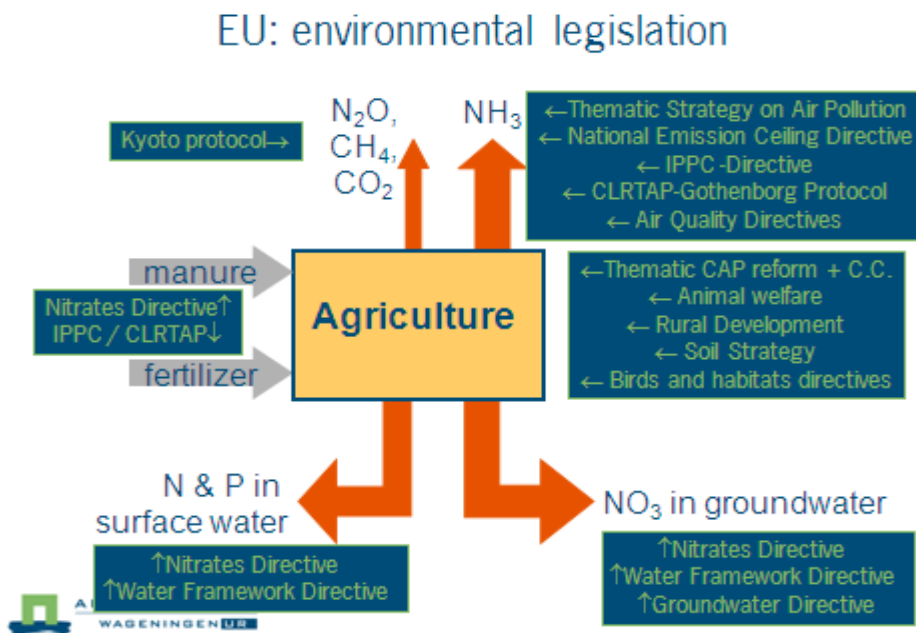 EU: environmental legislation
Kyoto protocol→
N₂O,
CH₄,
CO₂
NH₃
←Thematic Strategy on Air Pollution
← National Emission Ceiling Directive
← IPPC -Directive
← CLRTAP-Gothenborg Protocol
← Air Quality Directives
manure
Nitrates Directive↑
IPPC / CLRTAP↓
fertilizer
Agriculture
←Thematic CAP reform + C.C.
← Animal welfare
← Rural Development
← Soil Strategy
← Birds and habitats directives
N & P in
surface water
↑Nitrates Directive
↑Water Framework Directive
NO₃ in groundwater
↑Nitrates Directive
↑Water Framework Directive
↑Groundwater Directive
WAGENINGEN UR